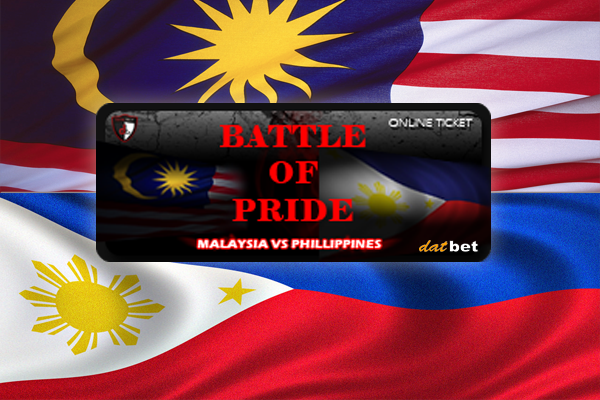 ONLINE TICKET
BATTLE
OF
PRIDE
MALAYSIA VS PHILLIPPINES
datbet